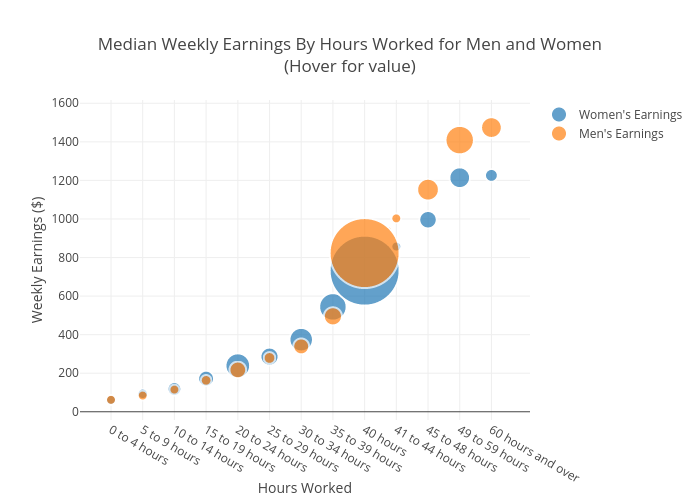 Median Weekly Earnings By Hours Worked for Men and Women
(Hover for value)
Women's Earnings
Men's Earnings
Weekly Earnings ($)
1600
1400
1200
1000
800
600
400
200
0
0 to 4 hours
5 to 9 hours
10 to 14 hours
15 to 19 hours
20 to 24 hours
25 to 29 hours
30 to 34 hours
35 to 39 hours
40 hours
41 to 44 hours
45 to 48 hours
49 to 59 hours
60 hours and over
Hours Worked